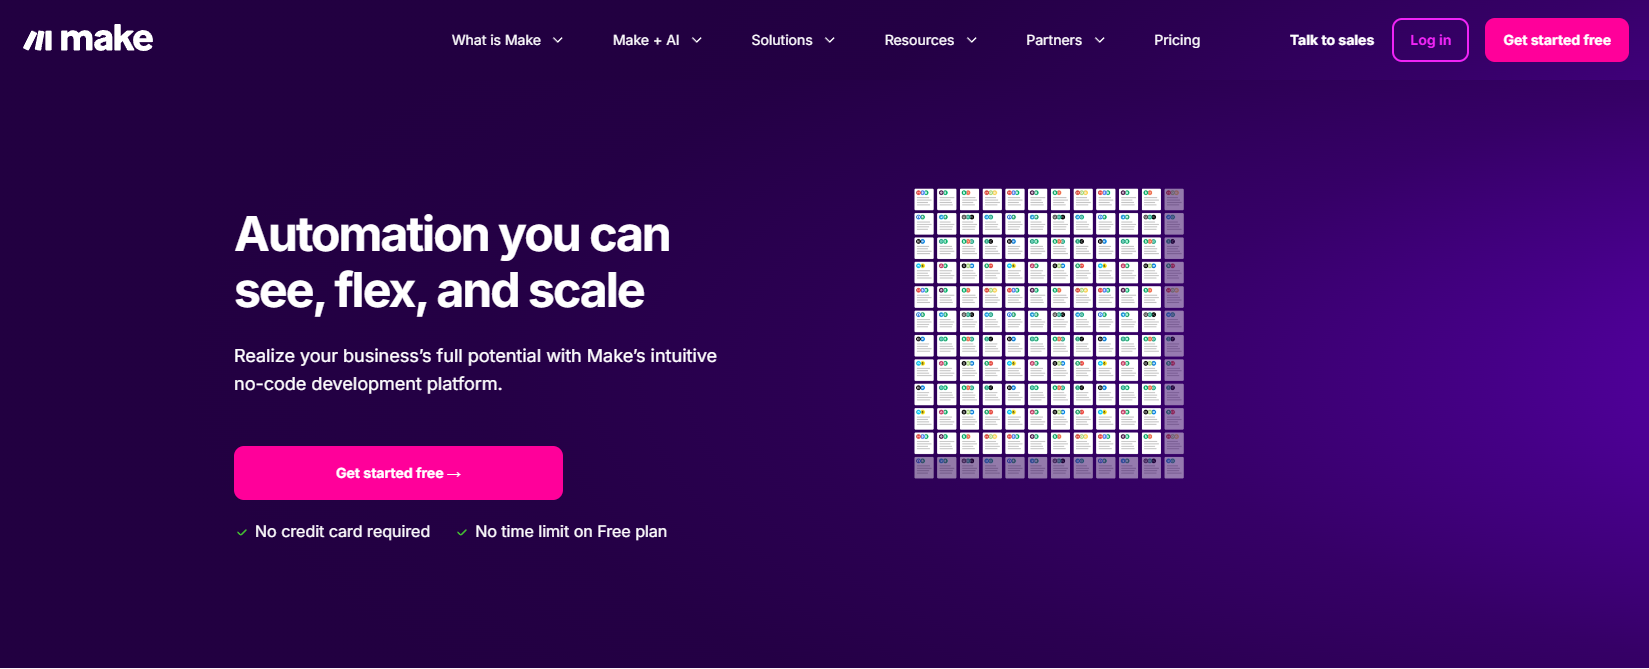 make
What is Make
Make + AI
Solutions
Resources
Partners
Pricing
Talk to sales
Log in
Get started free
Automation you can
see, flex, and scale
Realize your business’s full potential with Make’s intuitive
no-code development platform.
Get started free →
No credit card required
No time limit on Free plan